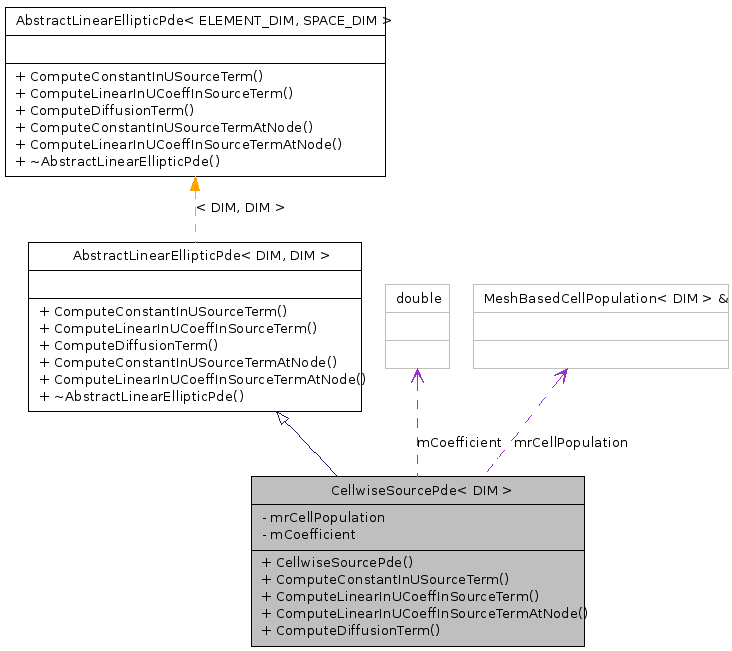 AbstractLinearEllipticPde< ELEMENT_DIM, SPACE_DIM >
+ ComputeConstantInUSourceTerm()
+ ComputeLinearInUCoeffInSourceTerm()
+ ComputeDiffusionTerm()
+ ComputeConstantInUSourceTermAtNode()
+ ComputeLinearInUCoeffInSourceTermAtNode()
+ ~AbstractLinearEllipticPde()
< DIM, DIM >
AbstractLinearEllipticPde< DIM, DIM >
+ ComputeConstantInUSourceTerm()
+ ComputeLinearInUCoeffInSourceTerm()
+ ComputeDiffusionTerm()
+ ComputeConstantInUSourceTermAtNode()
+ ComputeLinearInUCoeffInSourceTermAtNode()
+ ~AbstractLinearEllipticPde()
double
MeshBasedCellPopulation< DIM > &
mCoefficient
mrCellPopulation
CellwiseSourcePde< DIM >
- mrCellPopulation
- mCoefficient
+ CellwiseSourcePde()
+ ComputeConstantInUSourceTerm()
+ ComputeLinearInUCoeffInSourceTerm()
+ ComputeLinearInUCoeffInSourceTermAtNode()
+ ComputeDiffusionTerm()